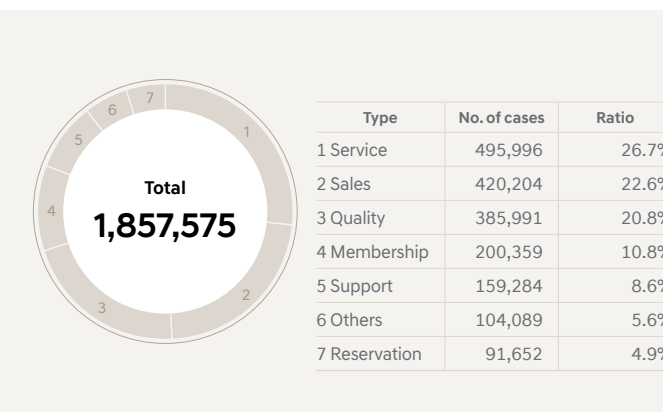 7
6
1
5
4
3
2
Total
1,857,575
Type No. of cases Ratio
1 Service 495,996 26.7%
2 Sales 420,204 22.6%
3 Quality 385,991 20.8%
4 Membership 200,359 10.8%
5 Support 159,284 8.6%
6 Others 104,089 5.6%
7 Reservation 91,652 4.9%